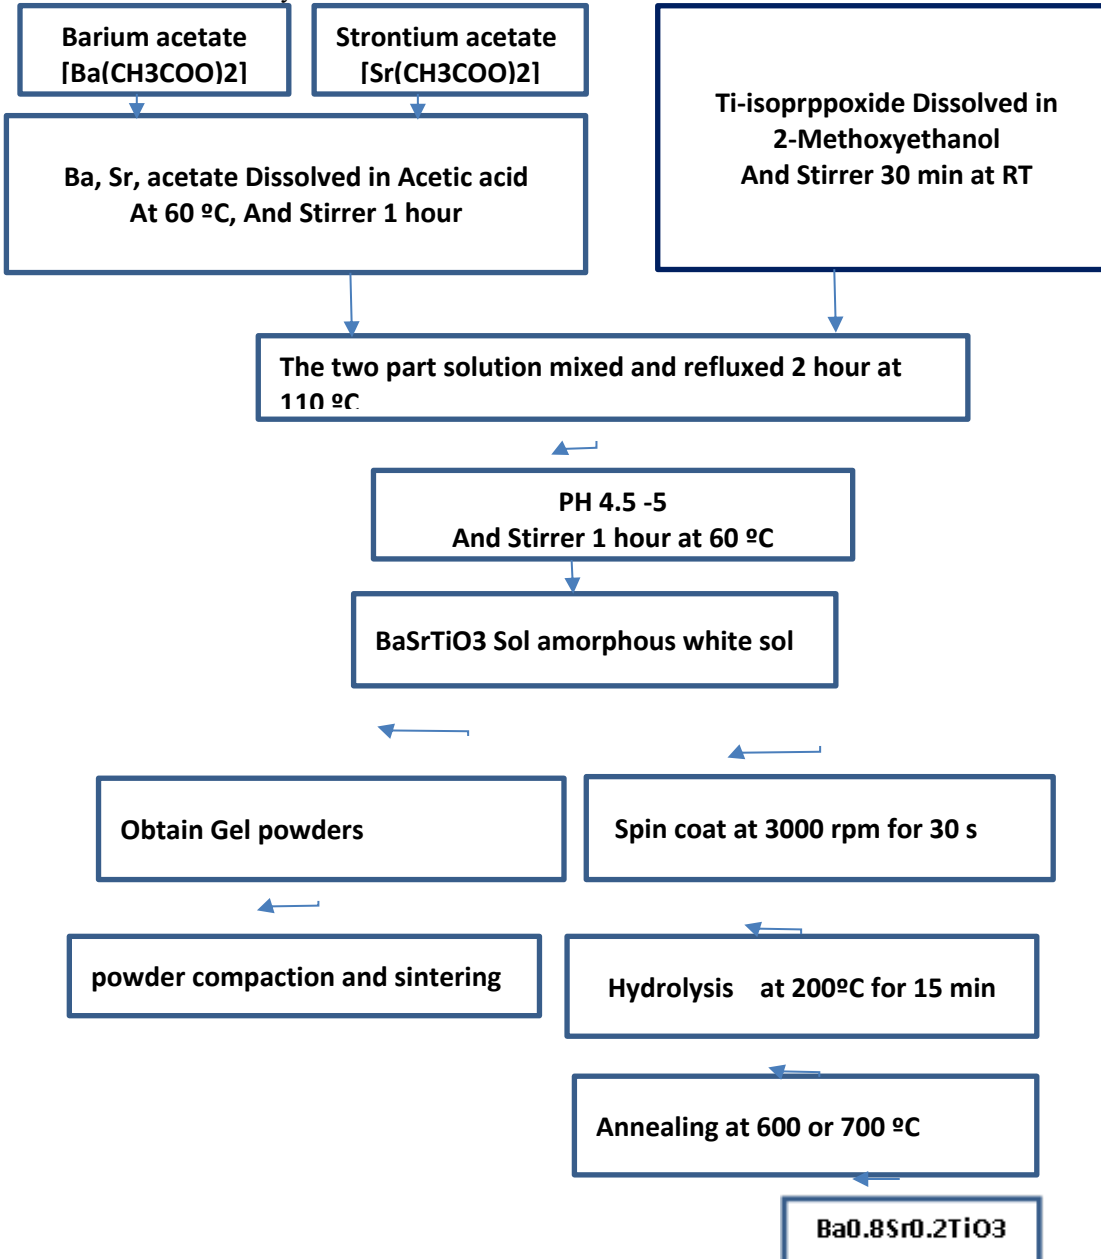 Barium acetate
[Ba(CH3COO)2]
Strontium acetate
[Sr(CH3COO)2]
Ti-isoprppoxide Dissolved in
2-Methoxyethanol
And Stirrer 30 min at RT
Ba, Sr, acetate Dissolved in Acetic acid
At 60 ºC, And Stirrer 1 hour
The two part solution mixed and refluxed 2 hour at
110 ºC
PH 4.5 -5
And Stirrer 1 hour at 60 ºC
BaSrTiO3 Sol amorphous white sol
Obtain Gel powders
Spin coat at 3000 rpm for 30 s
powder compaction and sintering
Hydrolysis at 200ºC for 15 min
Annealing at 600 or 700 ºC
Ba0.8Sr0.2TiO3